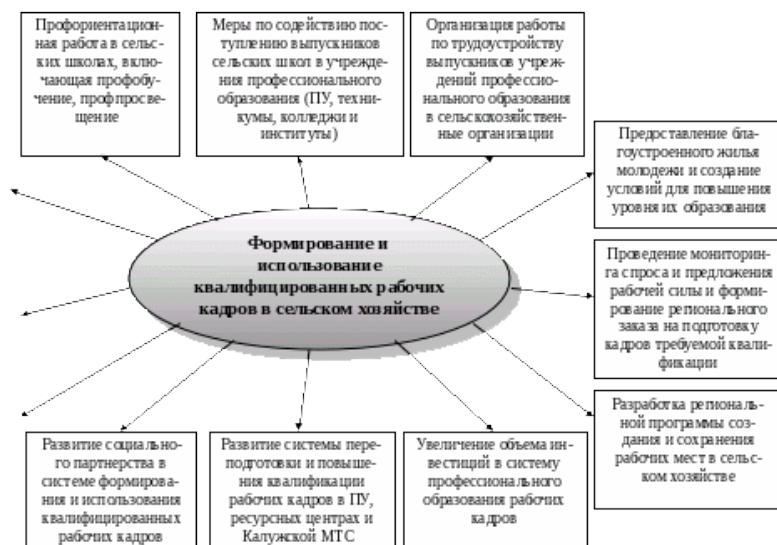 Профориентацион-
ная работа в сель-
ских школах, вклю-
чающая профобу-
чение, профпросве-
щение
Меры по содействию пос-
туплению выпускников
сельских школ в учрежде-
ния профессионального
образования (ПУ, техни-
кумы, колледжи и
институты)
Организация работы
по трудоустройству
выпускников учреж-
дений профессио-
нального образования
в сельскохозяйствен-
ные организации
Предоставление бла-
гоустроенного жилья
молодежи и создание
условий для повышения
уровня их образования
Формирование и
использование
квалифицированных рабочих
кадров в сельском хозяйстве
Проведение мониторин-
га спроса и предложения
рабочей силы и форми-
рование регионального
заказа на подготовку
кадров требуемой квали-
фикации
Разработка региональ-
ной программы соз-
дания и сохранения
рабочих мест в сель-
ском хозяйстве
Развитие социально-
го партнерства в
системе формирова-
ния и использования
квалифицированных
рабочих кадров
Развитие системы пере-
подготовки и повыше-
ния квалификации
рабочих кадров в ПУ,
ресурсных центрах и
Калужской МТС
Увеличение объема ин-
вестиций в систему
профессионального
образования рабочих
кадров